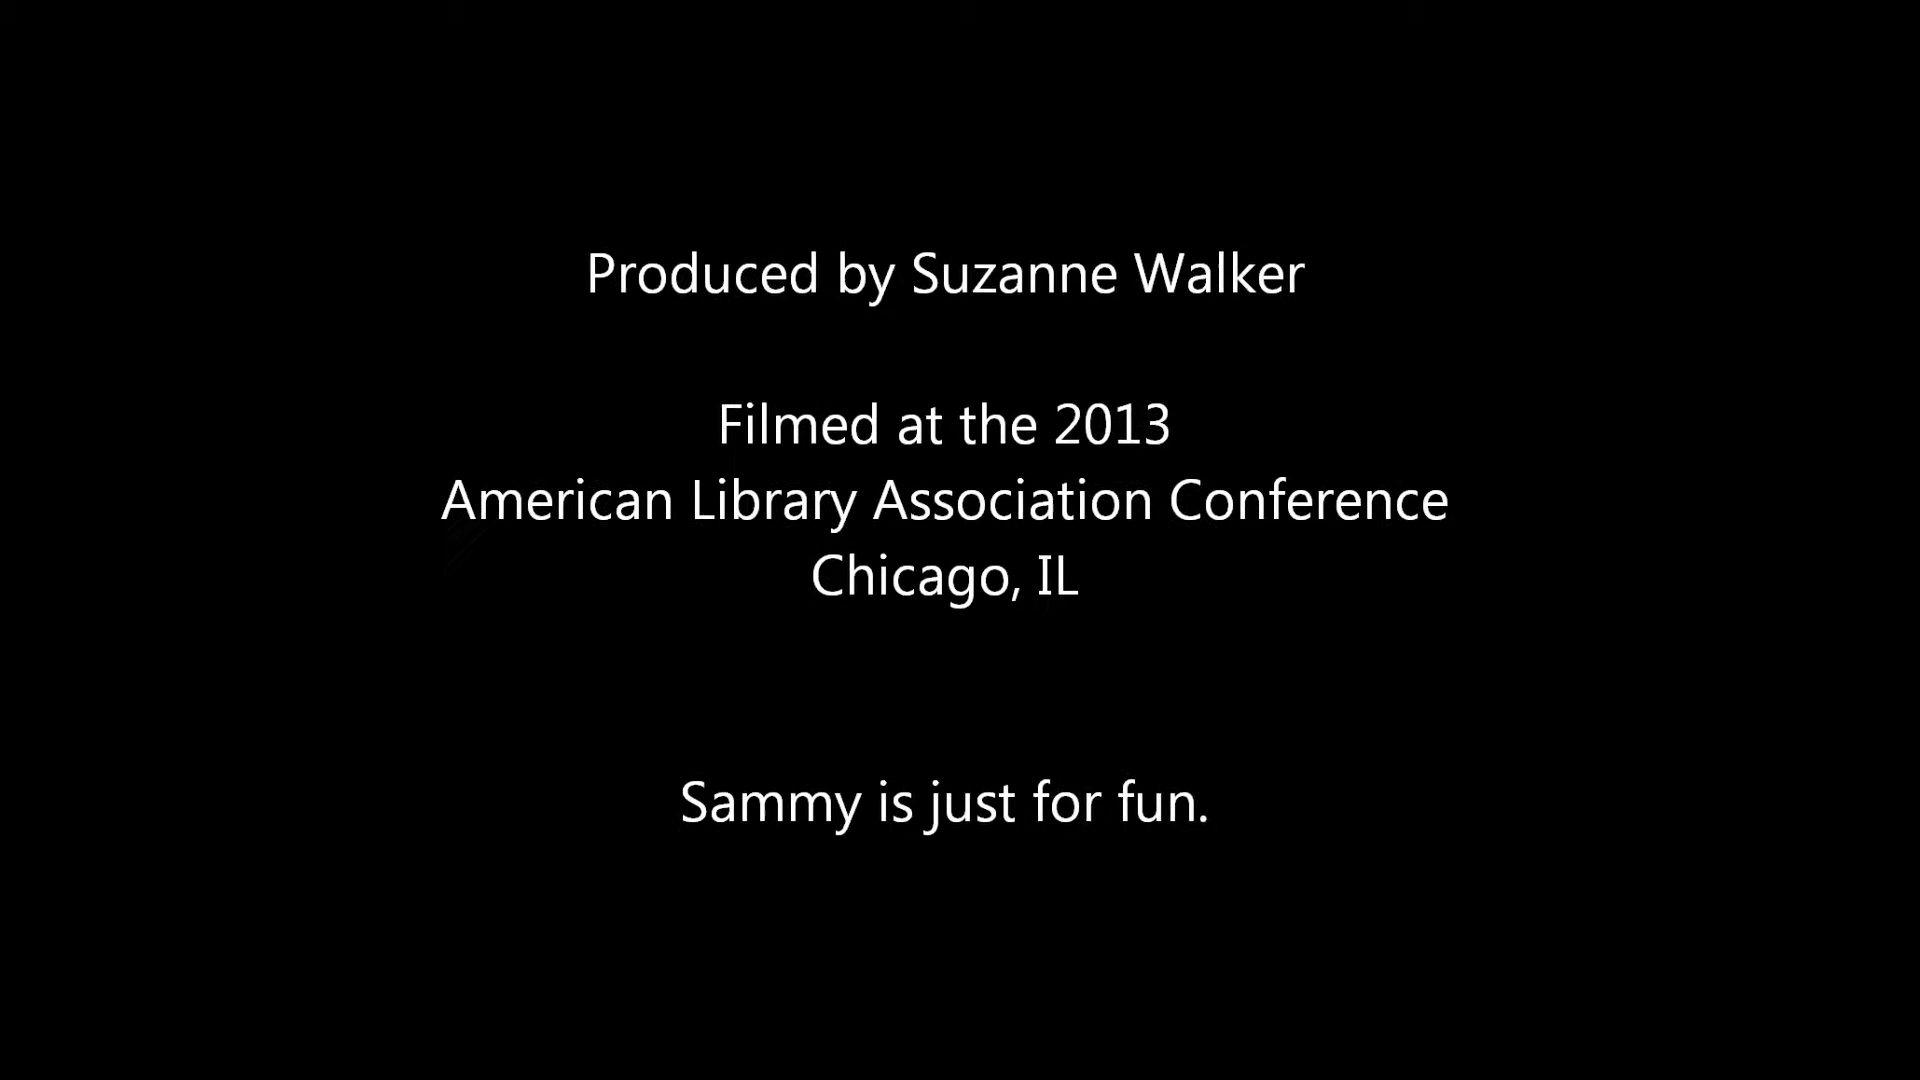 Produced by Suzanne Walker
Filmed at the 2013
American Library Association Conference
Chicago, IL
Sammy is just for fun.